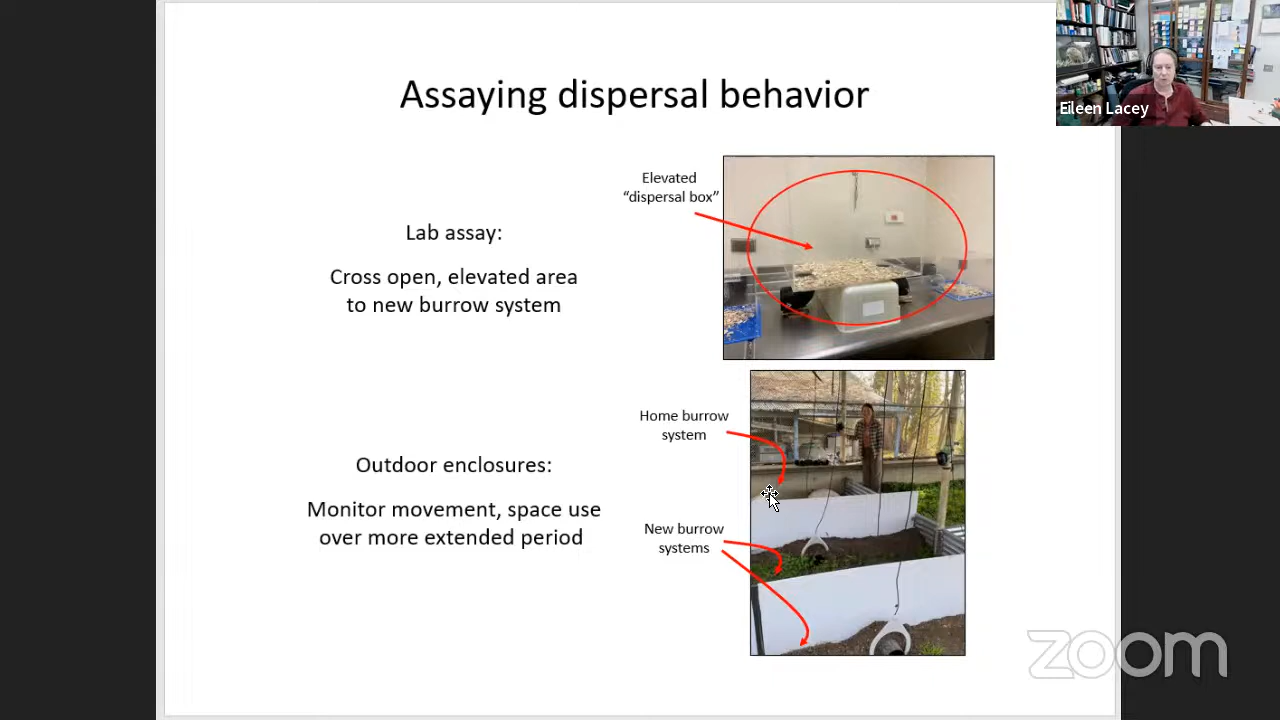 Assaying dispersal behavior
Eileen Lacey
Elevated
“dispersal box”
Lab assay:
Cross open, elevated area
to new burrow system
Home burrow
system
Outdoor enclosures:
Monitor movement, space use
over more extended period
New burrow
systems
zoom